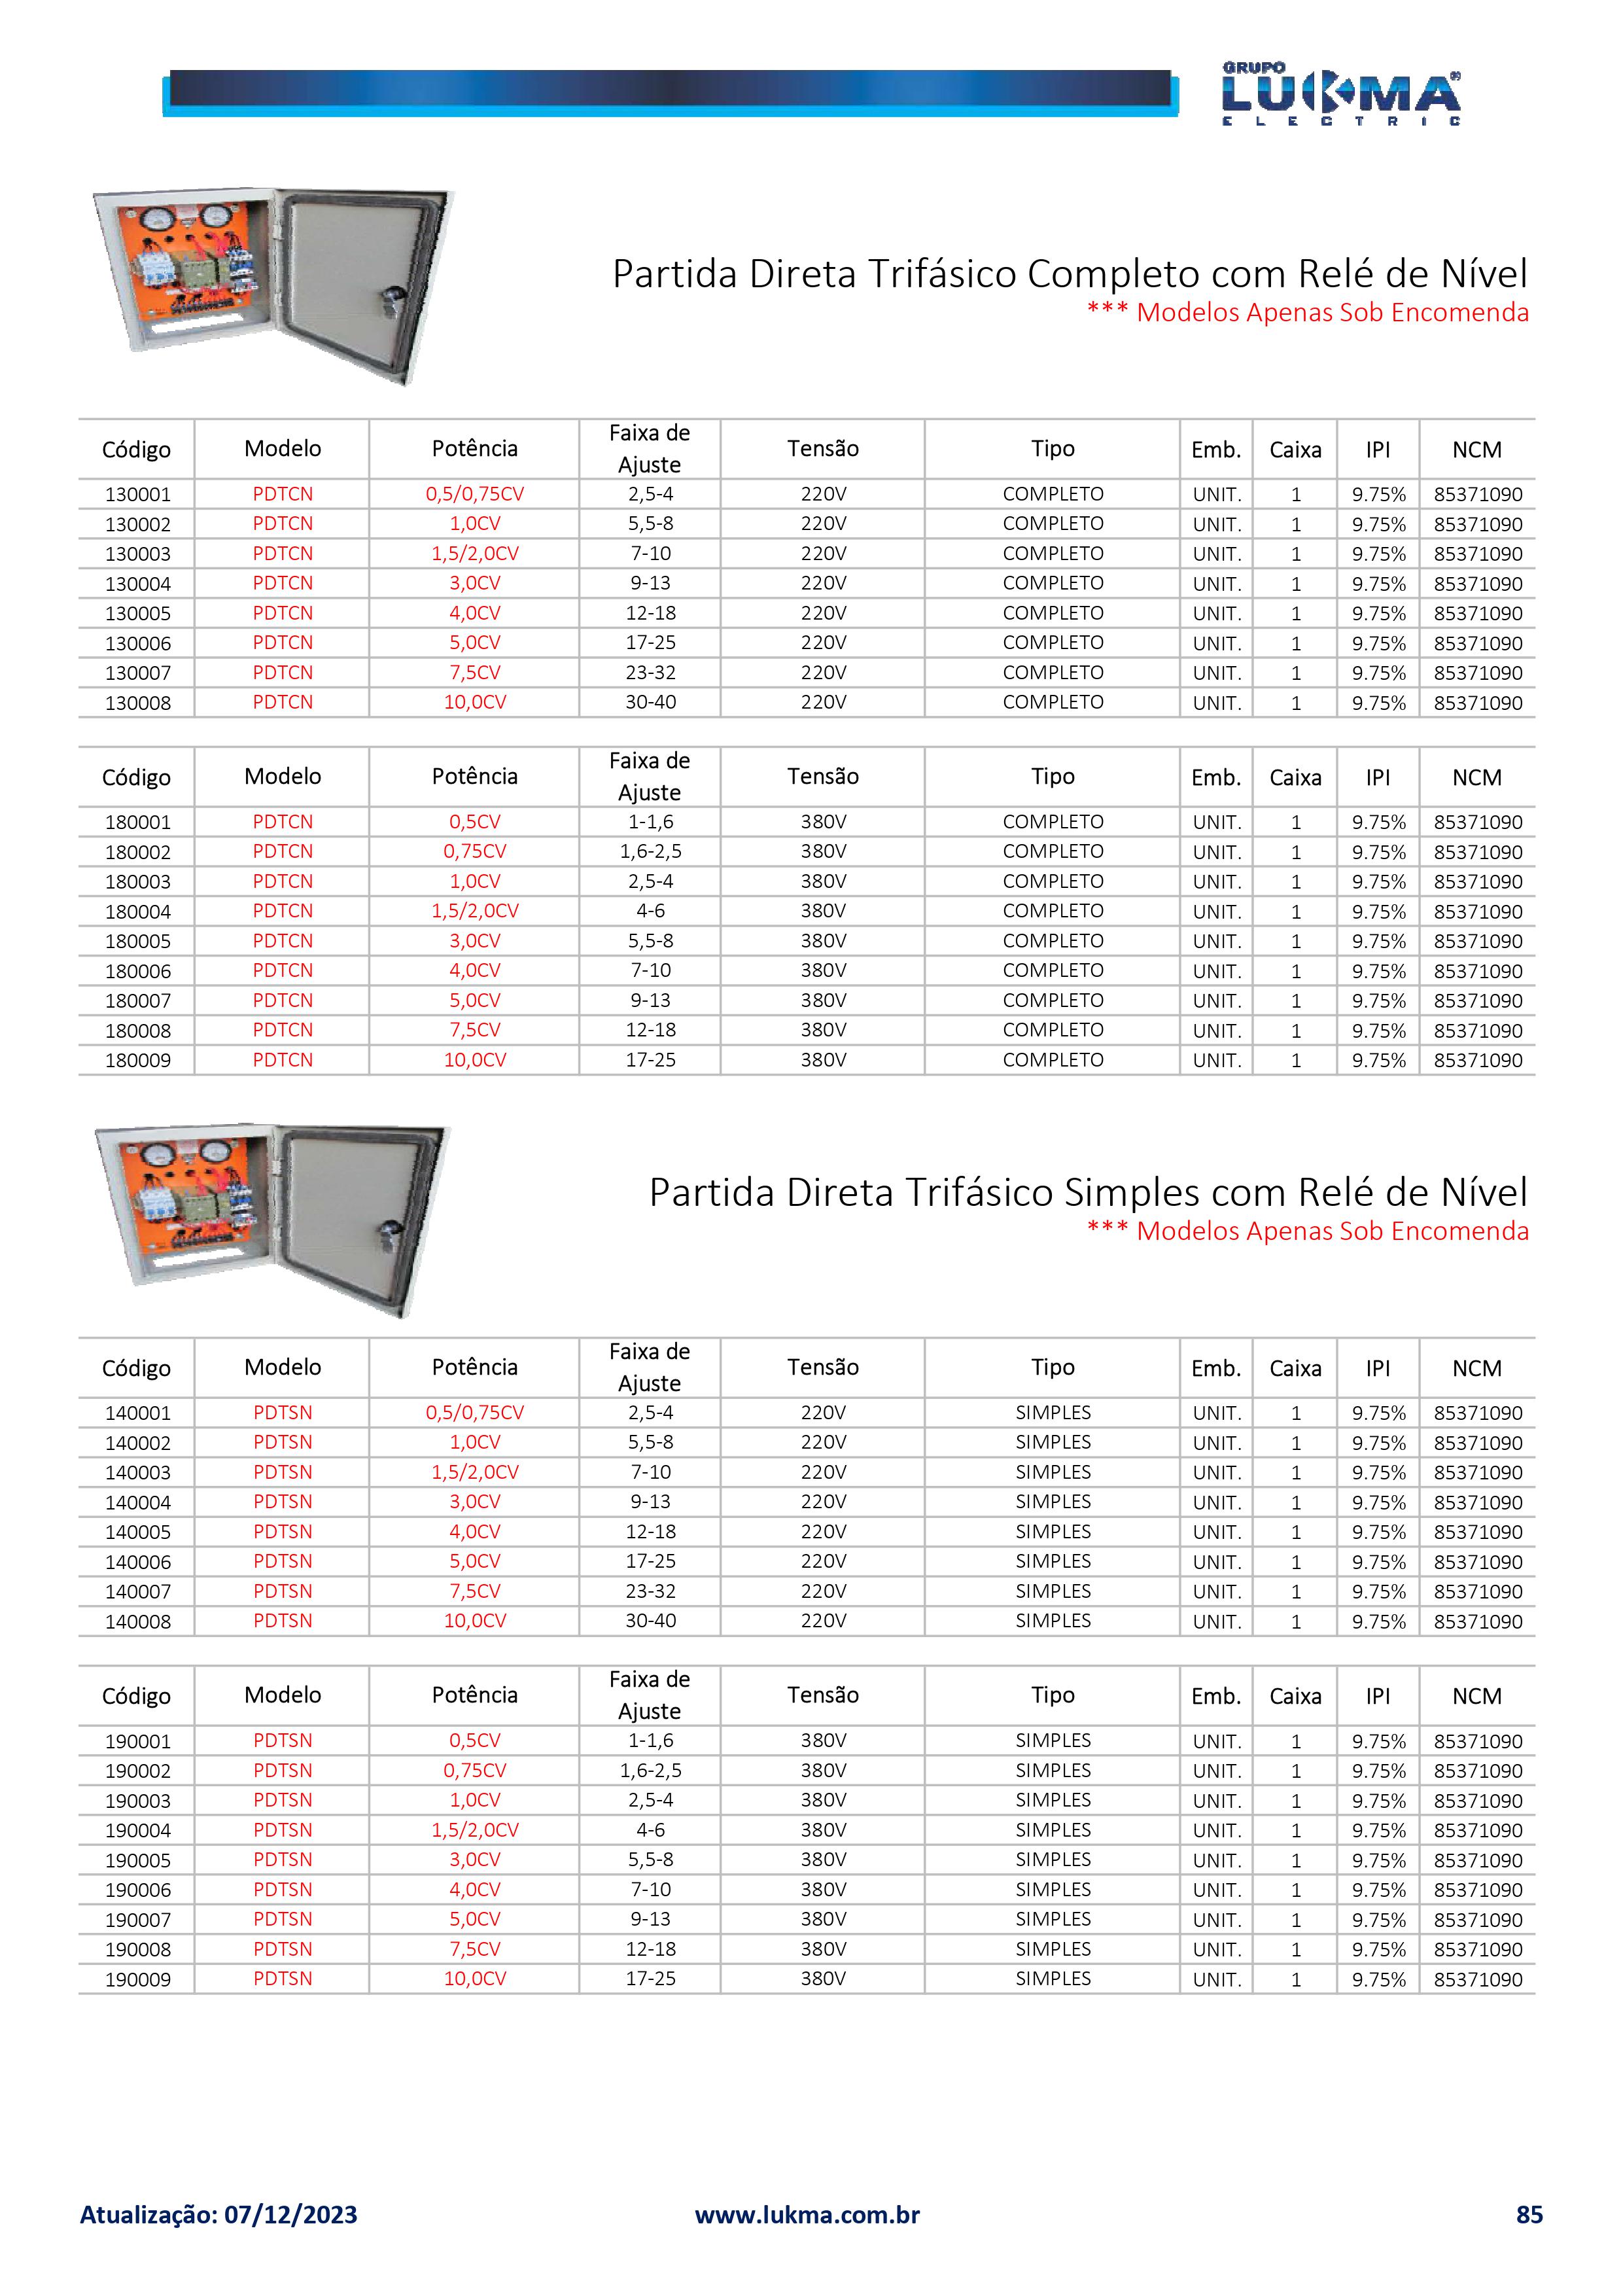 GRUPO
LUKMA®
ELECTRIC
Partida Direta Trifásico Completo com Relé de Nível
*** Modelos Apenas Sob Encomenda
Código Modelo Potência Faixa de Ajuste Tensão Tipo Emb. Caixa IPI NCM
130001 PDTCN 0,5/0,75CV 2,5-4 220V COMPLETO UNIT. 1 9.75% 85371090
130002 PDTCN 1,0CV 5,5-8 220V COMPLETO UNIT. 1 9.75% 85371090
130003 PDTCN 1,5/2,0CV 7-10 220V COMPLETO UNIT. 1 9.75% 85371090
130004 PDTCN 3,0CV 9-13 220V COMPLETO UNIT. 1 9.75% 85371090
130005 PDTCN 4,0CV 12-18 220V COMPLETO UNIT. 1 9.75% 85371090
130006 PDTCN 5,0CV 17-25 220V COMPLETO UNIT. 1 9.75% 85371090
130007 PDTCN 7,5CV 23-32 220V COMPLETO UNIT. 1 9.75% 85371090
130008 PDTCN 10,0CV 30-40 220V COMPLETO UNIT. 1 9.75% 85371090
Código Modelo Potência Faixa de Ajuste Tensão Tipo Emb. Caixa IPI NCM
180001 PDTCN 0,5CV 1-1,6 380V COMPLETO UNIT. 1 9.75% 85371090
180002 PDTCN 0,75CV 1,6-2,5 380V COMPLETO UNIT. 1 9.75% 85371090
180003 PDTCN 1,0CV 2,5-4 380V COMPLETO UNIT. 1 9.75% 85371090
180004 PDTCN 1,5/2,0CV 4-6 380V COMPLETO UNIT. 1 9.75% 85371090
180005 PDTCN 3,0CV 5,5-8 380V COMPLETO UNIT. 1 9.75% 85371090
180006 PDTCN 4,0CV 7-10 380V COMPLETO UNIT. 1 9.75% 85371090
180007 PDTCN 5,0CV 9-13 380V COMPLETO UNIT. 1 9.75% 85371090
180008 PDTCN 7,5CV 12-18 380V COMPLETO UNIT. 1 9.75% 85371090
180009 PDTCN 10,0CV 17-25 380V COMPLETO UNIT. 1 9.75% 85371090
Partida Direta Trifásico Simples com Relé de Nível
*** Modelos Apenas Sob Encomenda
Código Modelo Potência Faixa de Ajuste Tensão Tipo Emb. Caixa IPI NCM
140001 PDTSN 0,5/0,75CV 2,5-4 220V SIMPLES UNIT. 1 9.75% 85371090
140002 PDTSN 1,0CV 5,5-8 220V SIMPLES UNIT. 1 9.75% 85371090
140003 PDTSN 1,5/2,0CV 7-10 220V SIMPLES UNIT. 1 9.75% 85371090
140004 PDTSN 3,0CV 9-13 220V SIMPLES UNIT. 1 9.75% 85371090
140005 PDTSN 4,0CV 12-18 220V SIMPLES UNIT. 1 9.75% 85371090
140006 PDTSN 5,0CV 17-25 220V SIMPLES UNIT. 1 9.75% 85371090
140007 PDTSN 7,5CV 23-32 220V SIMPLES UNIT. 1 9.75% 85371090
140008 PDTSN 10,0CV 30-40 220V SIMPLES UNIT. 1 9.75% 85371090
Código Modelo Potência Faixa de Ajuste Tensão Tipo Emb. Caixa IPI NCM
190001 PDTSN 0,5CV 1-1,6 380V SIMPLES UNIT. 1 9.75% 85371090
190002 PDTSN 0,75CV 1,6-2,5 380V SIMPLES UNIT. 1 9.75% 85371090
190003 PDTSN 1,0CV 2,5-4 380V SIMPLES UNIT. 1 9.75% 85371090
190004 PDTSN 1,5/2,0CV 4-6 380V SIMPLES UNIT. 1 9.75% 85371090
190005 PDTSN 3,0CV 5,5-8 380V SIMPLES UNIT. 1 9.75% 85371090
190006 PDTSN 4,0CV 7-10 380V SIMPLES UNIT. 1 9.75% 85371090
190007 PDTSN 5,0CV 9-13 380V SIMPLES UNIT. 1 9.75% 85371090
190008 PDTSN 7,5CV 12-18 380V SIMPLES UNIT. 1 9.75% 85371090
190009 PDTSN 10,0CV 17-25 380V SIMPLES UNIT. 1 9.75% 85371090
Atualização: 07/12/2023 www.lukma.com.br 85